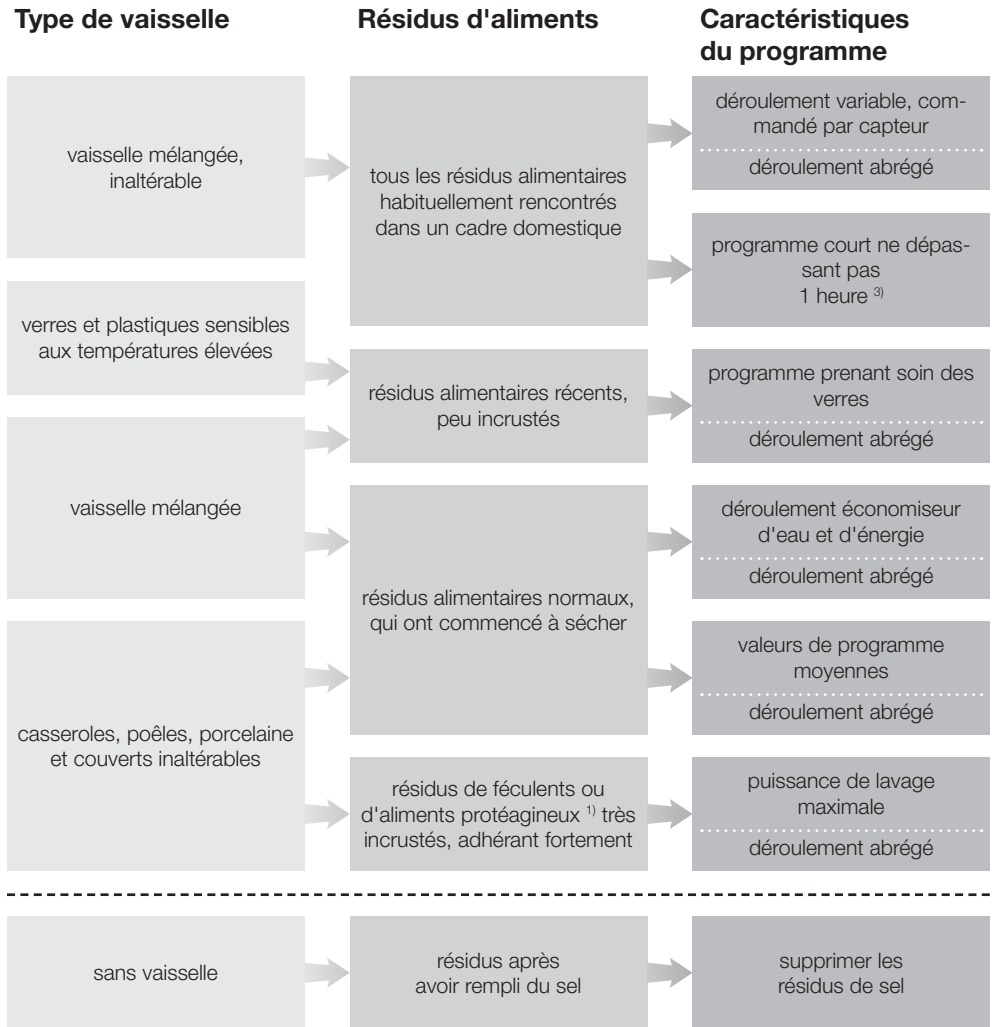 Type de vaisselle
Résidus d'aliments
Caractéristiques
du programme
vaisselle mélangée,
inaltérable
tous les résidus alimentaires
habituellement rencontrés
dans un cadre domestique
déroulement variable, com-
mandé par capteur
déroulement abrégé
programme court ne dépas-
sant pas
1 heure 3)
verres et plastiques sensibles
aux températures élevées
résidus alimentaires récents,
peu incrustés
programme prenant soin des
verres
déroulement abrégé
vaisselle mélangée
résidus alimentaires normaux,
qui ont commencé à sécher
déroulement économiseur
d'eau et d'énergie
déroulement abrégé
valeurs de programme
moyennes
déroulement abrégé
casseroles, poêles, porcelaine
et couverts inaltérables
résidus de féculents ou
d'aliments protéagineux 1) très
incrustés, adhérant fortement
puissance de lavage
maximale
déroulement abrégé
sans vaisselle
résidus après
avoir rempli du sel
supprimer les
résidus de sel